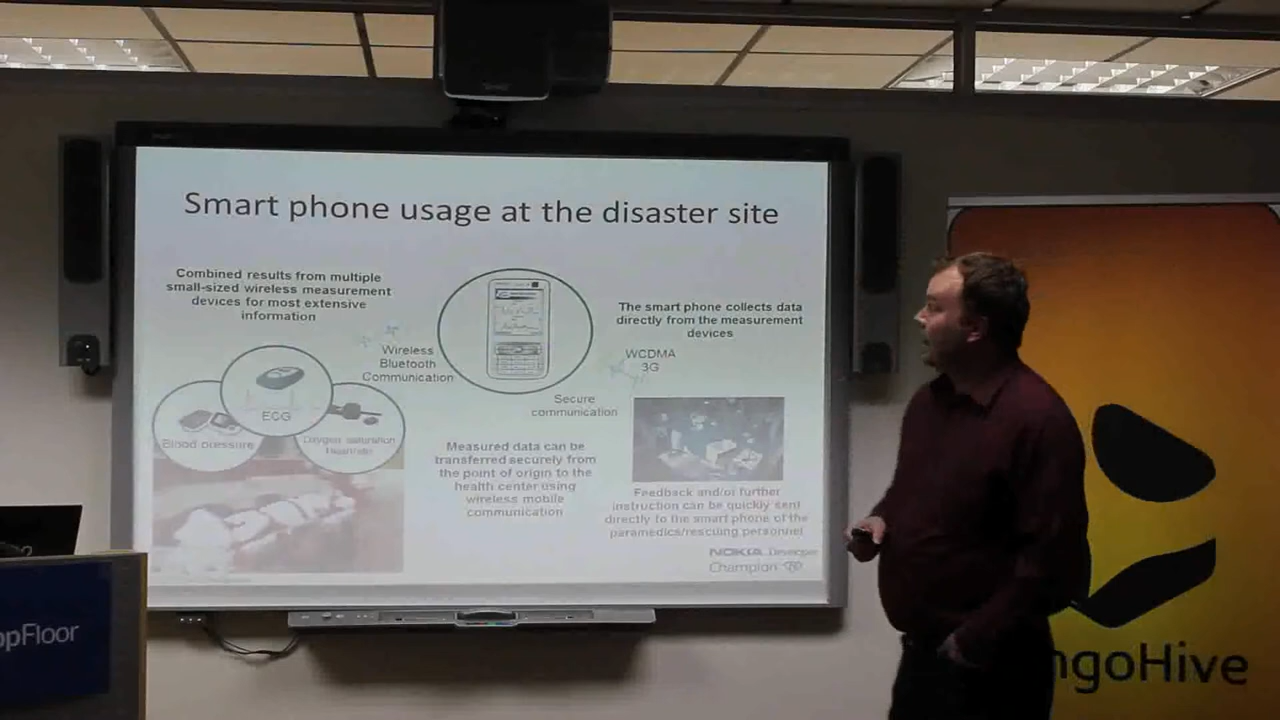 Smart phone usage at the disaster site
Combined results from multiple
small-sized wireless measurement
devices for most extensive
information
The smart phone collects data
directly from the measurement
devices
Wireless
Bluetooth
Communication
WCDMA
3G
Secure
communication
ECG
Blood pressure
Oxygen saturation
Measured data can be
transferred securely from
the point of origin to the
health center using
wireless mobile
communication
Feedback and/or further
instruction can be quickly sent
directly to the smart phone of the
paramedics/rescuing personnel
NOKIA Developer
Champion
ppFloor
ngoHive